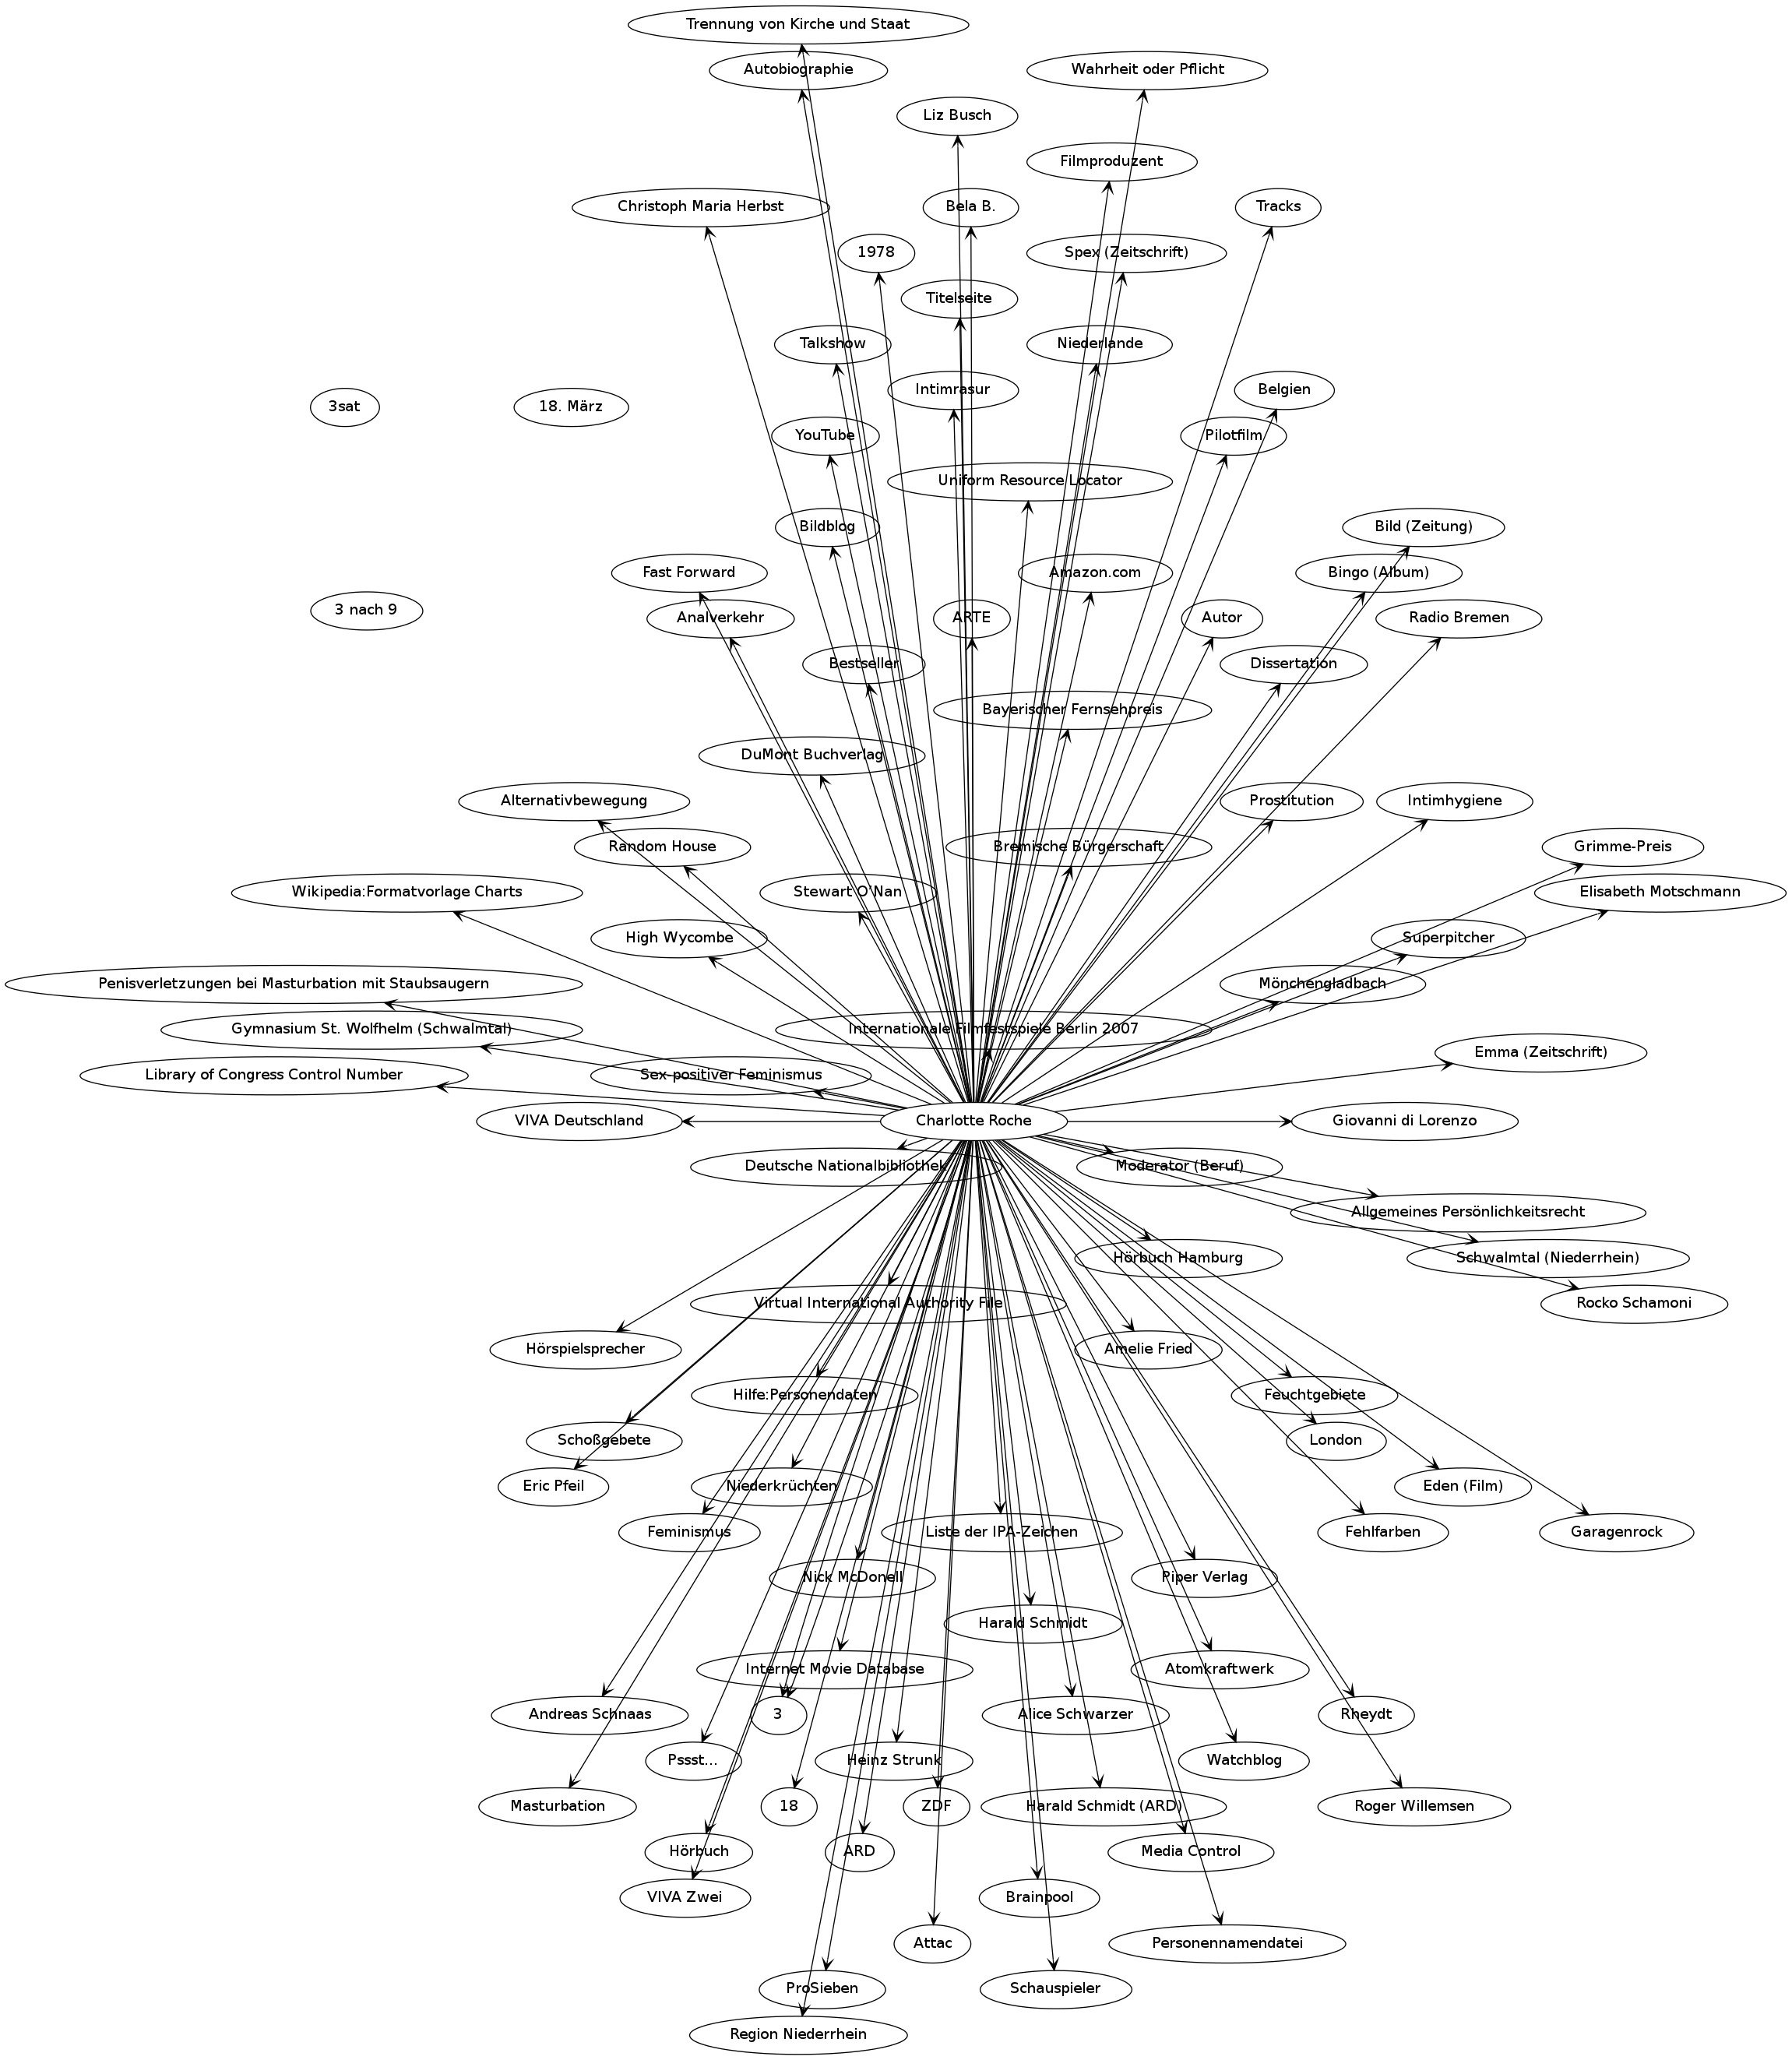 Trennung von Kirche und Staat
Autobiographie
Wahrheit oder Pflicht
Liz Busch
Filmproduzent
Christoph Maria Herbst
Bela B.
Tracks
1978
Spex (Zeitschrift)
Titelseite
Talkshow
Niederlande
Intimrasur
Belgien
3sat
18. März
YouTube
Pilotfilm
Uniform Resource Locator
Bildblog
Bild (Zeitung)
Fast Forward
Amazon.com
Bingo (Album)
3 nach 9
Analverkehr
ARTE
Autor
Radio Bremen
Bestseller
Dissertation
Bayerischer Fernsehpreis
DuMont Buchverlag
Alternativbewegung
Prostitution
Intimhygiene
Random House
Bremische Bürgerschaft
Grimme-Preis
Wikipedia:Formatvorlage Charts
Stewart O'Nan
Elisabeth Motschmann
High Wycombe
Superpitcher
Penisverletzungen bei Masturbation mit Staubsaugern
Mönchengladbach
Gymnasium St. Wolfhelm (Schwalmtal)
Internationale Filmfestspiele Berlin 2007
Emma (Zeitschrift)
Library of Congress Control Number
Sex-positiver Feminismus
VIVA Deutschland
Charlotte Roche
Giovanni di Lorenzo
Deutsche Nationalbibliothek
Moderator (Beruf)
Allgemeines Persönlichkeitsrecht
Hörbuch Hamburg
Schwalmtal (Niederrhein)
Virtual International Authority File
Rocko Schamoni
Hörspielsprecher
Amelie Fried
Hilfe:Personendaten
Feuchtgebiete
Schoßgebete
London
Eric Pfeil
Niederkrüchten
Eden (Film)
Feminismus
Liste der IPA-Zeichen
Fehlfarben
Garagenrock
Nick McDonell
Piper Verlag
Harald Schmidt
Internet Movie Database
Atomkraftwerk
Andreas Schnaas
3
Alice Schwarzer
Rheydt
Pssst...
Heinz Strunk
Watchblog
Masturbation
18
ZDF
Harald Schmidt (ARD)
Roger Willemsen
Hörbuch
ARD
Media Control
VIVA Zwei
Brainpool
Attac
Personennamendatei
ProSieben
Schauspieler
Region Niederrhein